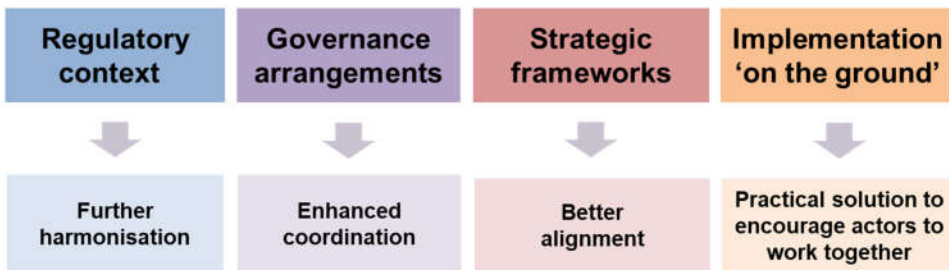 Regulatory
context
Governance
arrangements
Strategic
frameworks
Implementation
‘on the ground’
Further
harmonisation
Enhanced
coordination
Better
alignment
Practical solution to
encourage actors to
work together